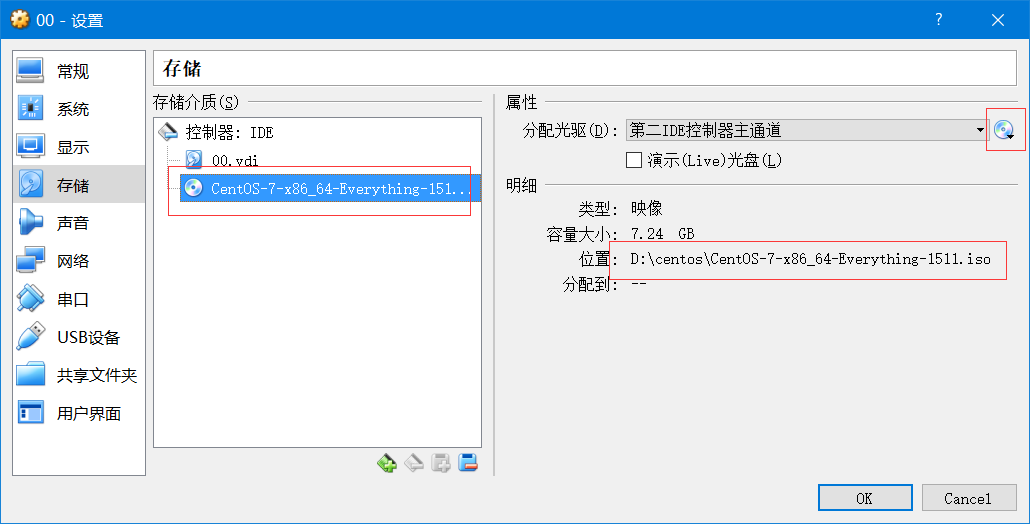 00 - 设置
?
常规
系统
显示
存储
声音
网络
串口
USB设备
共享文件夹
用户界面
存储
存储介质(S)
控制器: IDE
00.vdi
CentOS-7-x86_64-Everything-151...
属性
分配光驱(D): 第二IDE控制器主通道
演示(Live)光盘(L)
明细
类型: 映像
容量大小: 7.24 GB
位置: D:\centos\CentOS-7-x86_64-Everything-1511.iso
分配到: --
OK
Cancel